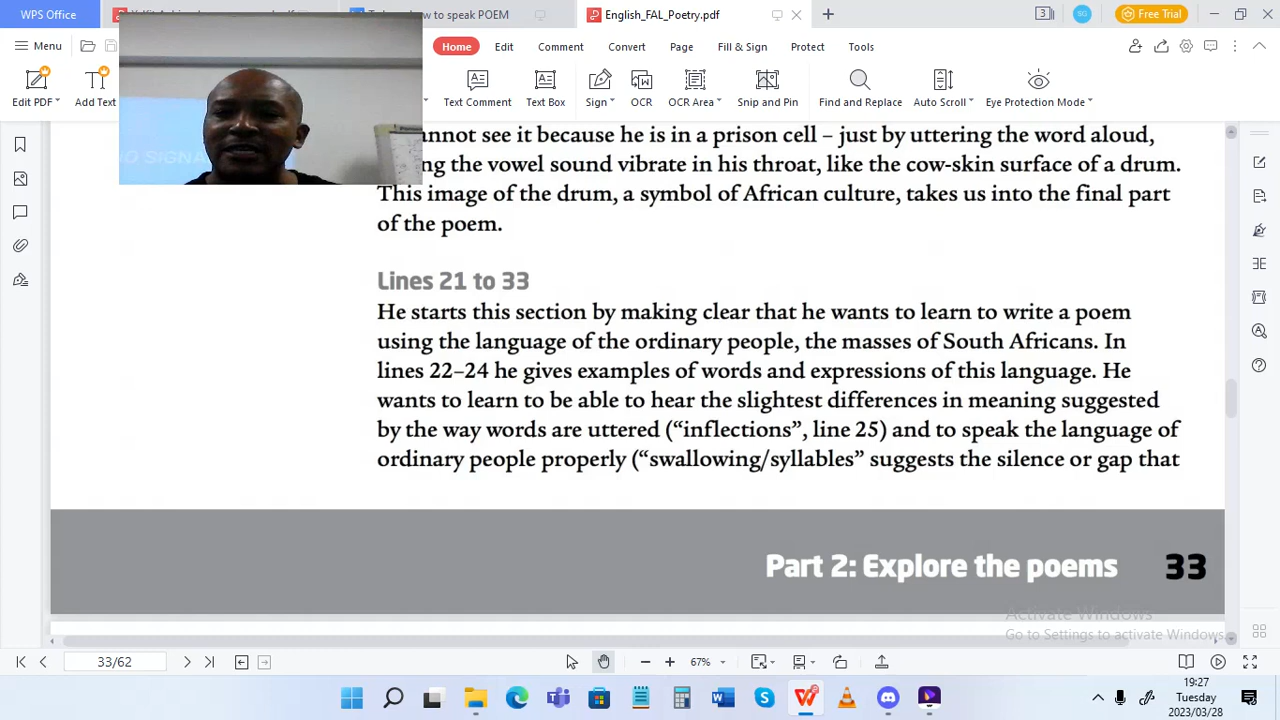 WPS Office
To learn how to speak POEM
English_FAL_Poetry.pdf
3
SG
Free Trial
Menu
Home
Edit
Comment
Convert
Page
Fill & Sign
Protect
Tools
Edit PDF
Add Text
Text Comment
Text Box
Sign
OCR
OCR Area
Snip and Pin
Find and Replace
Auto Scroll
Eye Protection Mode
annot see it because he is in a prison cell – just by uttering the word aloud,
ng the vowel sound vibrate in his throat, like the cow-skin surface of a drum.
This image of the drum, a symbol of African culture, takes us into the final part
of the poem.
Lines 21 to 33
He starts this section by making clear that he wants to learn to write a poem
using the language of the ordinary people, the masses of South Africans. In
lines 22–24 he gives examples of words and expressions of this language. He
wants to learn to be able to hear the slightest differences in meaning suggested
by the way words are uttered (“inflections”, line 25) and to speak the language of
ordinary people properly (“swallowing/syllables” suggests the silence or gap that
Part 2: Explore the poems 33
Activate Windows
Go to Settings to activate Windows.
33/62
67%
19:27
Tuesday
2023/03/28